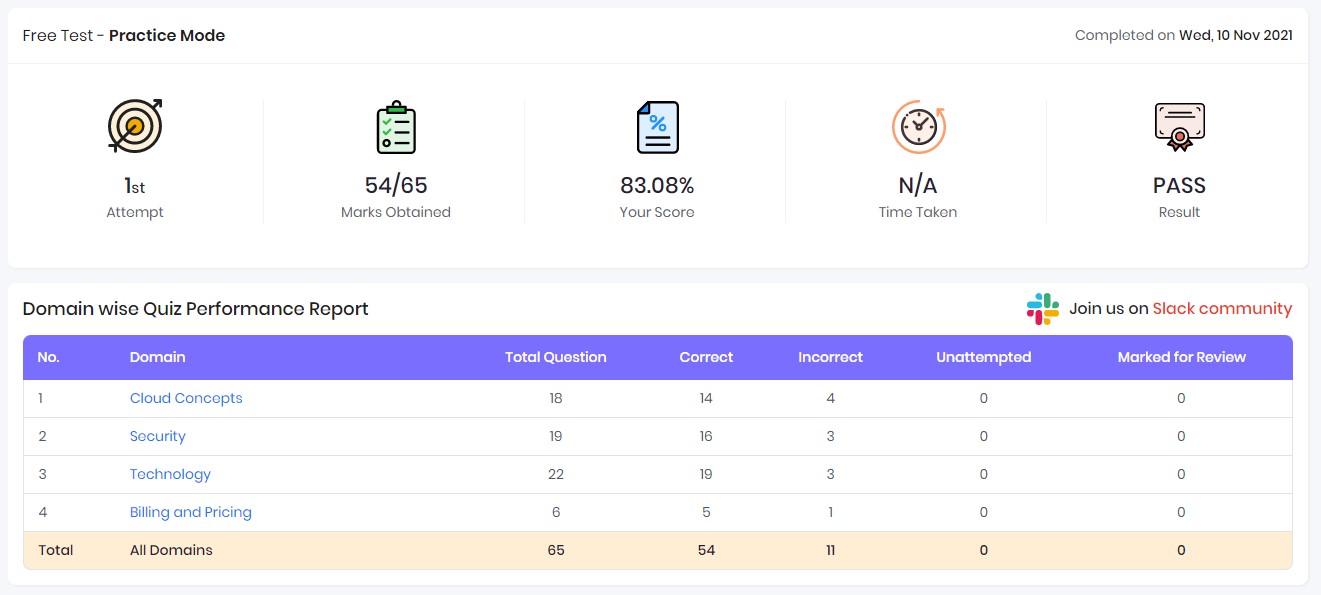 Free Test - Practice Mode Completed on Wed, 10 Nov 2021
%
1st 54/65 83.08% N/A PASS
Attempt Marks Obtained Your Score Time Taken Result
Domain wise Quiz Performance Report Join us on Slack community
No. Domain Total Question Correct Incorrect Unattempted Marked for Review
1 Cloud Concepts 18 14 4 0 0
2 Security 19 16 3 0 0
3 Technology 22 19 3 0 0
4 Billing and Pricing 6 5 1 0 0
Total All Domains 65 54 11 0 0